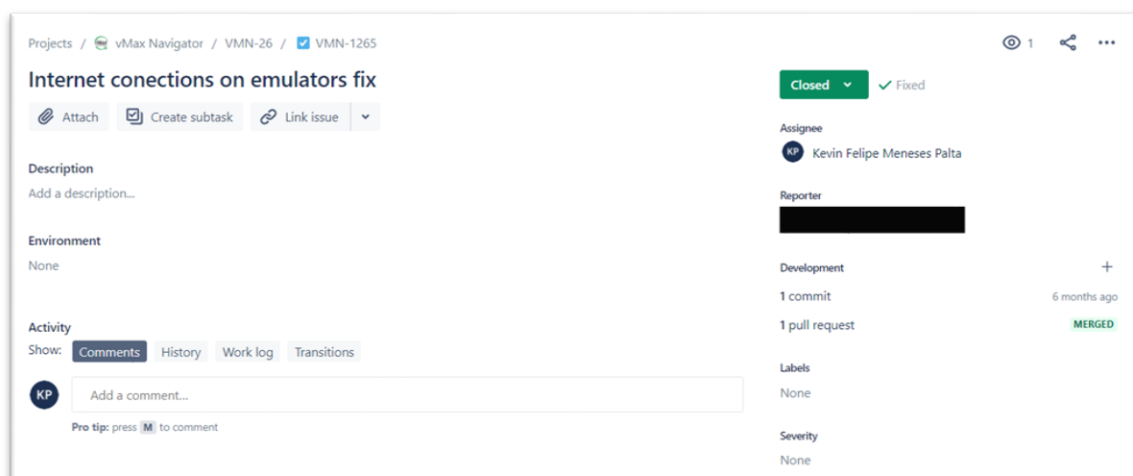 Projects / vMax Navigator / VMN-26 / VMN-1265
1
Internet conections on emulators fix
Attach
Create subtask
Link issue
Description
Add a description...
Environment
None
Activity
Show: Comments History Work log Transitions
KP
Add a comment...
Pro tip: press M to comment
Closed
Fixed
Assignee
KP Kevin Felipe Meneses Palta
Reporter
Development
1 commit 6 months ago
1 pull request MERGED
Labels
None
Severity
None